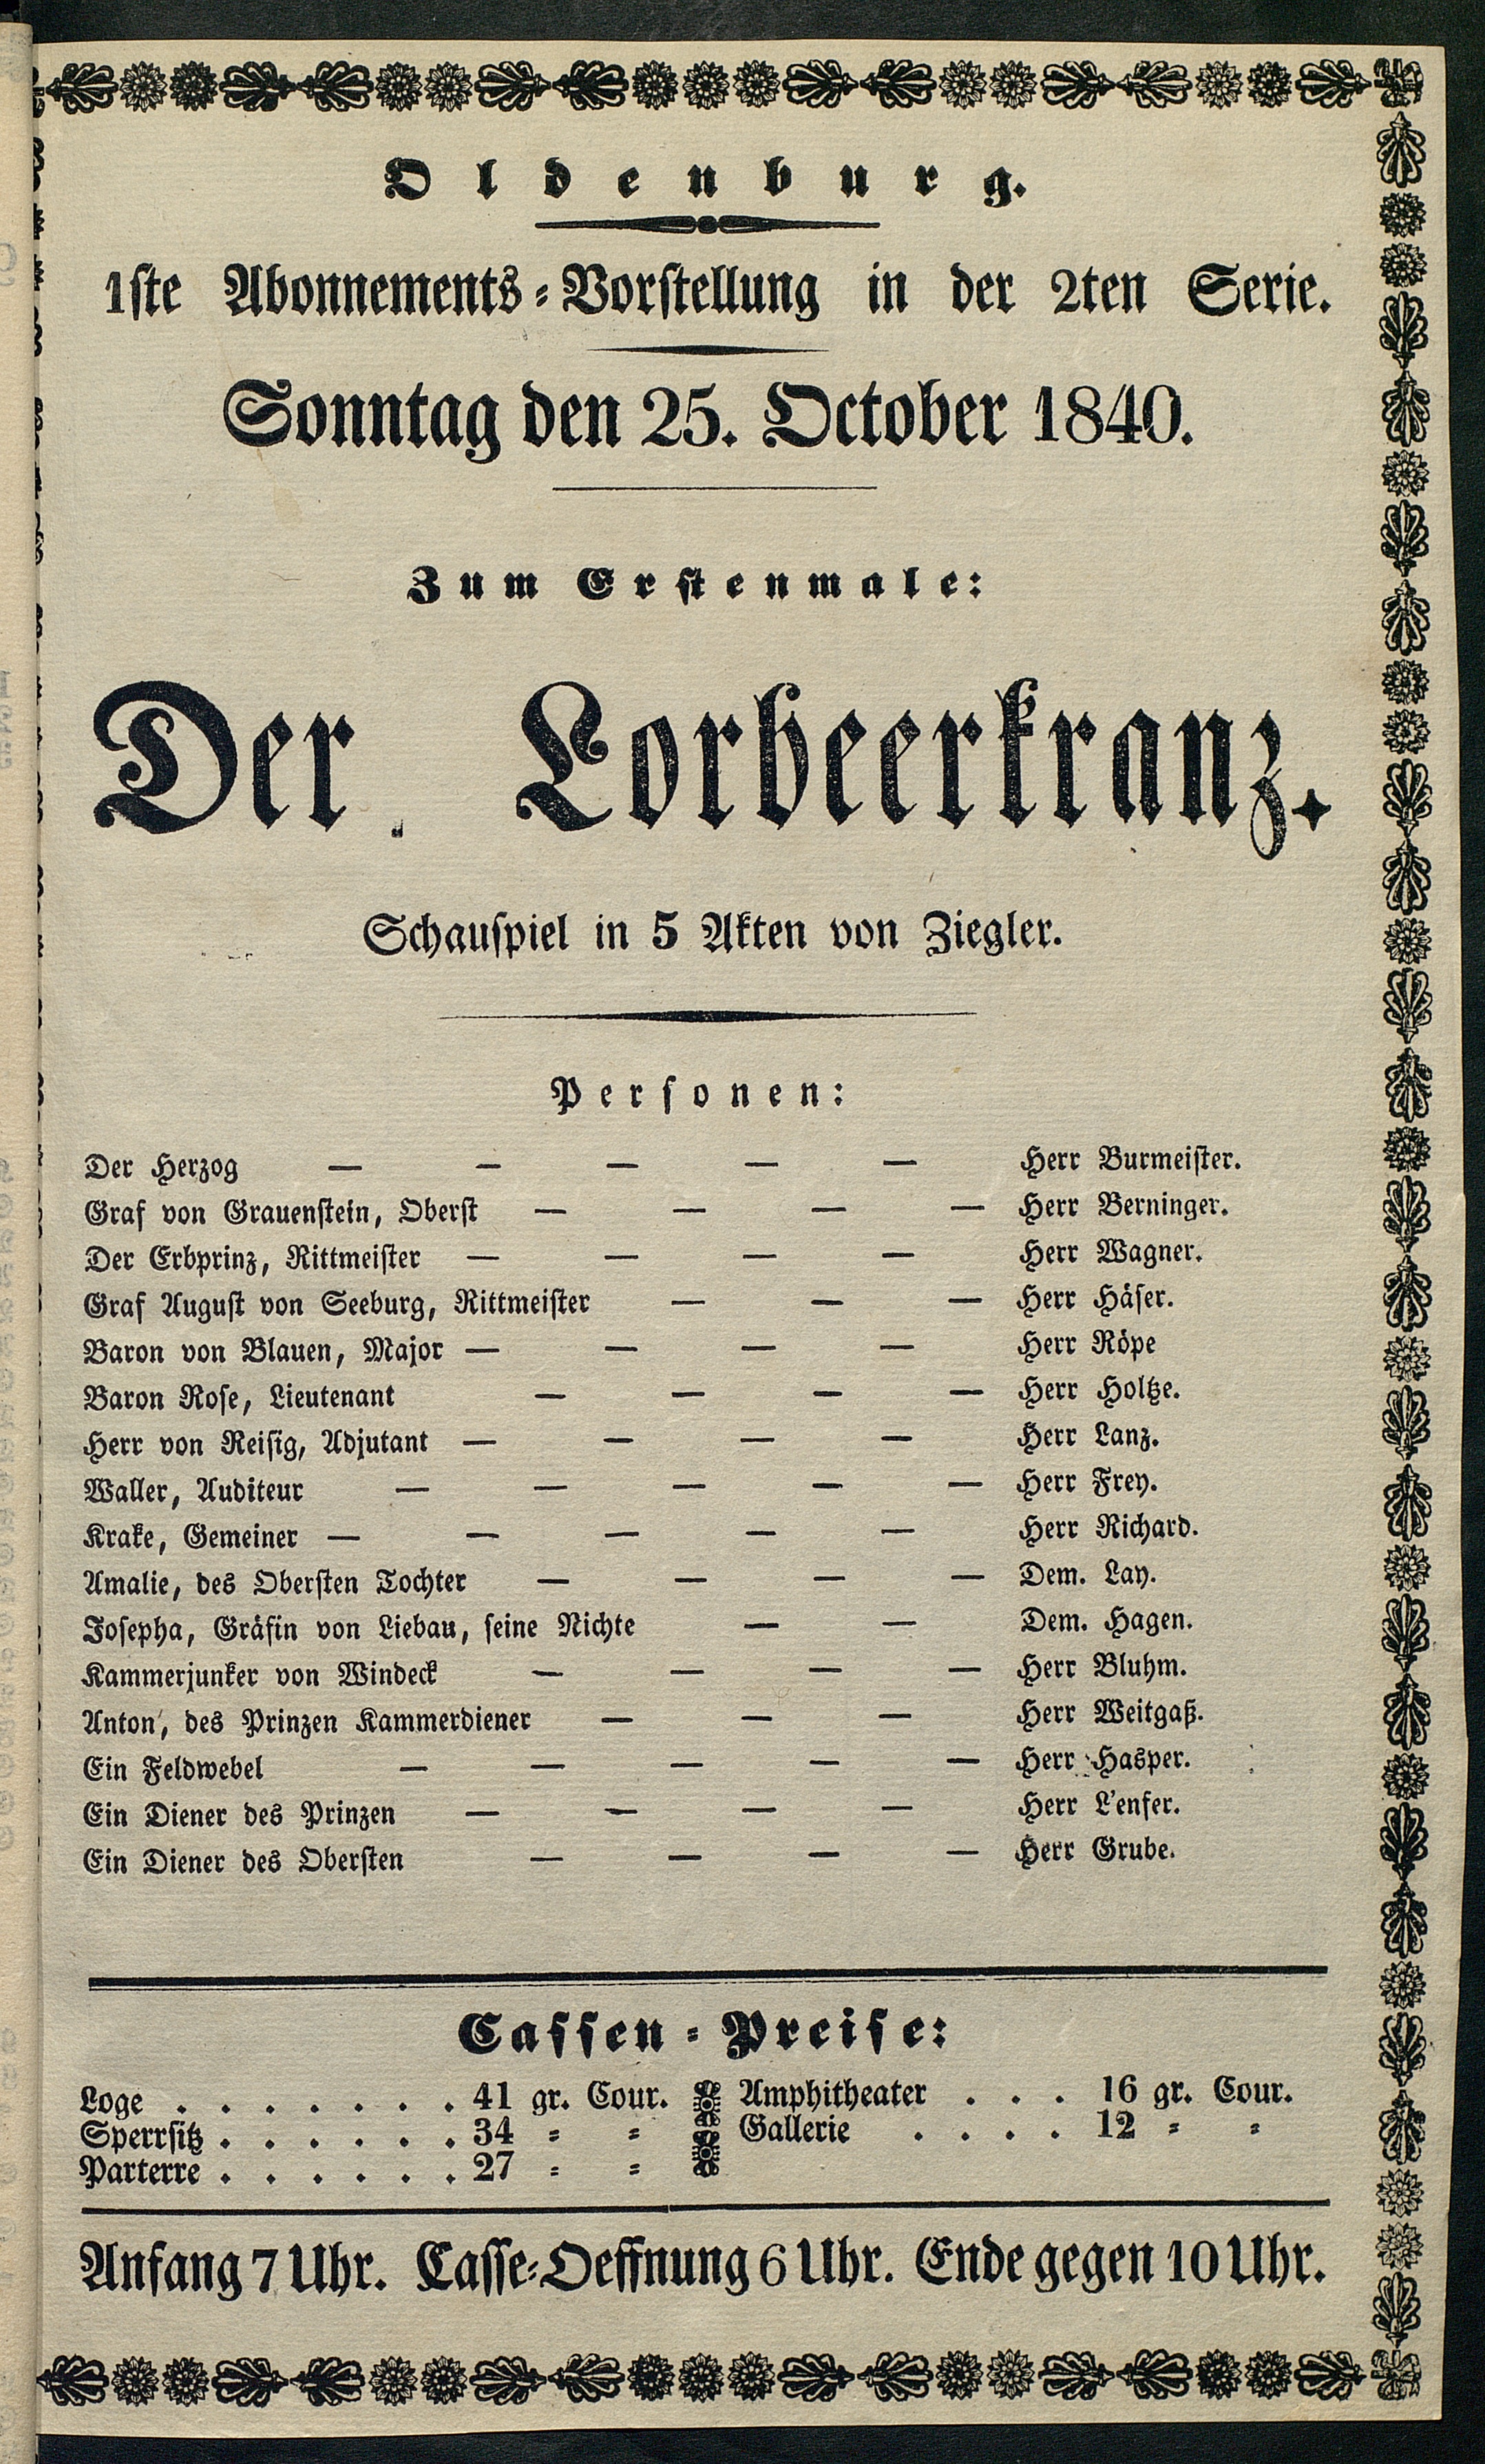 Oldenburg.
1ste Abonnements-Vorstellung in der 2ten Serie.
Sonntag den 25. October 1840.
Zum Erstenmale:
Der Lorbeerkranz.
Schauspiel in 5 Akten von Ziegler.
Personen:
Der Herzog — — — — — Herr Burmeister.
Graf von Grauenstein, Oberst — — — — Herr Berninger.
Der Erbprinz, Rittmeister — — — — Herr Wagner.
Graf August von Seeburg, Rittmeister — — — Herr Häser.
Baron von Blauen, Major — — — — Herr Röpe
Baron Rose, Lieutenant — — — — Herr Holtze.
Herr von Reisig, Adjutant — — — — Herr Lanz.
Waller, Auditeur — — — — — Herr Frey.
Krake, Gemeiner — — — — — Herr Richard.
Amalie, des Obersten Tochter — — — — Dem. Lay.
Josepha, Gräfin von Liebau, seine Nichte — — Dem. Hagen.
Kammerjunker von Windeck — — — — Herr Bluhm.
Anton, des Prinzen Kammerdiener — — — Herr Weitgaß.
Ein Feldwebel — — — — — Herr Hasper.
Ein Diener des Prinzen — — — — Herr L'enfer.
Ein Diener des Obersten — — — — Herr Grube.
Cassen-Preise:
Loge . . . . . . . 41 gr. Cour. Amphitheater . . . 16 gr. Cour.
Sperrsitz . . . . . . 34 = = Gallerie . . . . 12 = =
Parterre . . . . . . 27 = =
Anfang 7 Uhr. Casse-Oeffnung 6 Uhr. Ende gegen 10 Uhr.